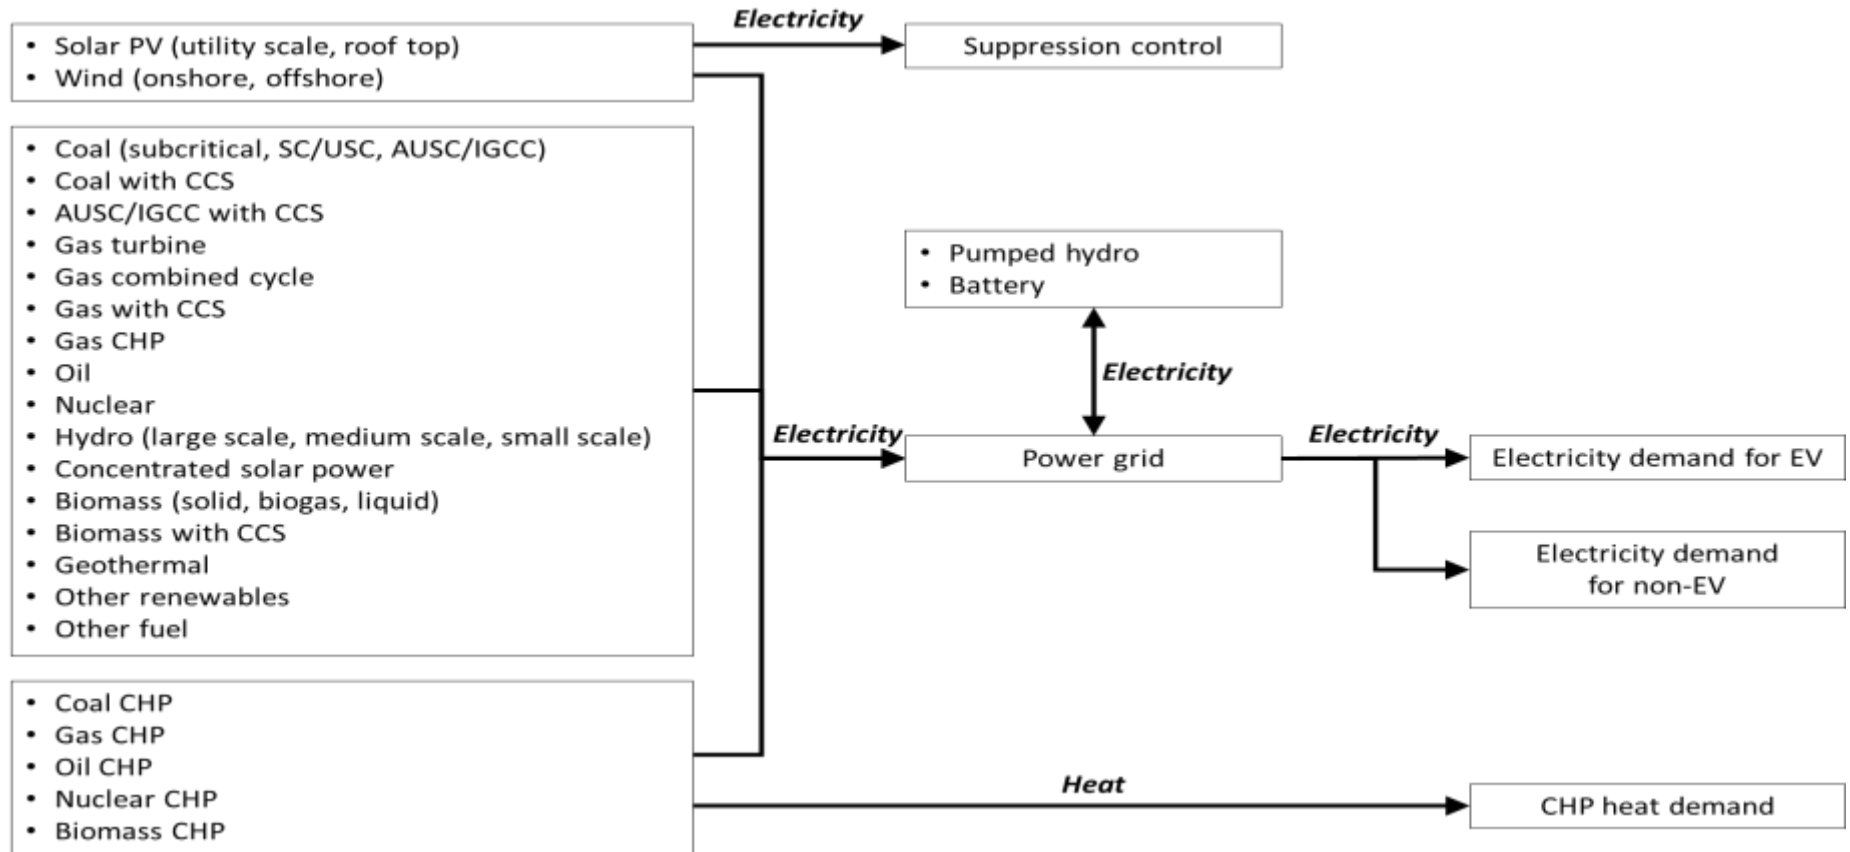 Electricity
• Solar PV (utility scale, roof top)
• Wind (onshore, offshore)
Suppression control
• Coal (subcritical, SC/USC, AUSC/IGCC)
• Coal with CCS
• AUSC/IGCC with CCS
• Gas turbine
• Gas combined cycle
• Gas with CCS
• Gas CHP
• Oil
• Nuclear
• Hydro (large scale, medium scale, small scale)
• Concentrated solar power
• Biomass (solid, biogas, liquid)
• Biomass with CCS
• Geothermal
• Other renewables
• Other fuel
• Pumped hydro
• Battery
Electricity
Electricity
Power grid
Electricity
Electricity demand for EV
Electricity demand
for non-EV
• Coal CHP
• Gas CHP
• Oil CHP
• Nuclear CHP
• Biomass CHP
Heat
CHP heat demand